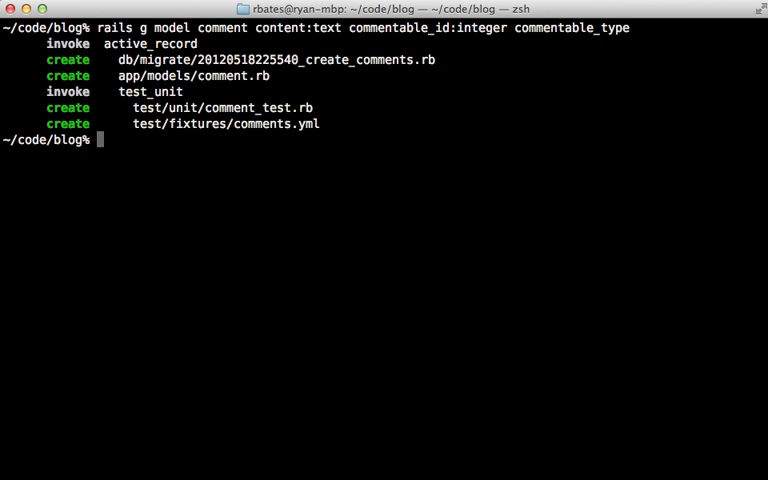 rbates@ryan-mbp: ~/code/blog — ~/code/blog — zsh
~/code/blog% rails g model comment content:text commentable_id:integer commentable_type
invoke active_record
create db/migrate/20120518225540_create_comments.rb
create app/models/comment.rb
invoke test_unit
create test/unit/comment_test.rb
create test/fixtures/comments.yml
~/code/blog%